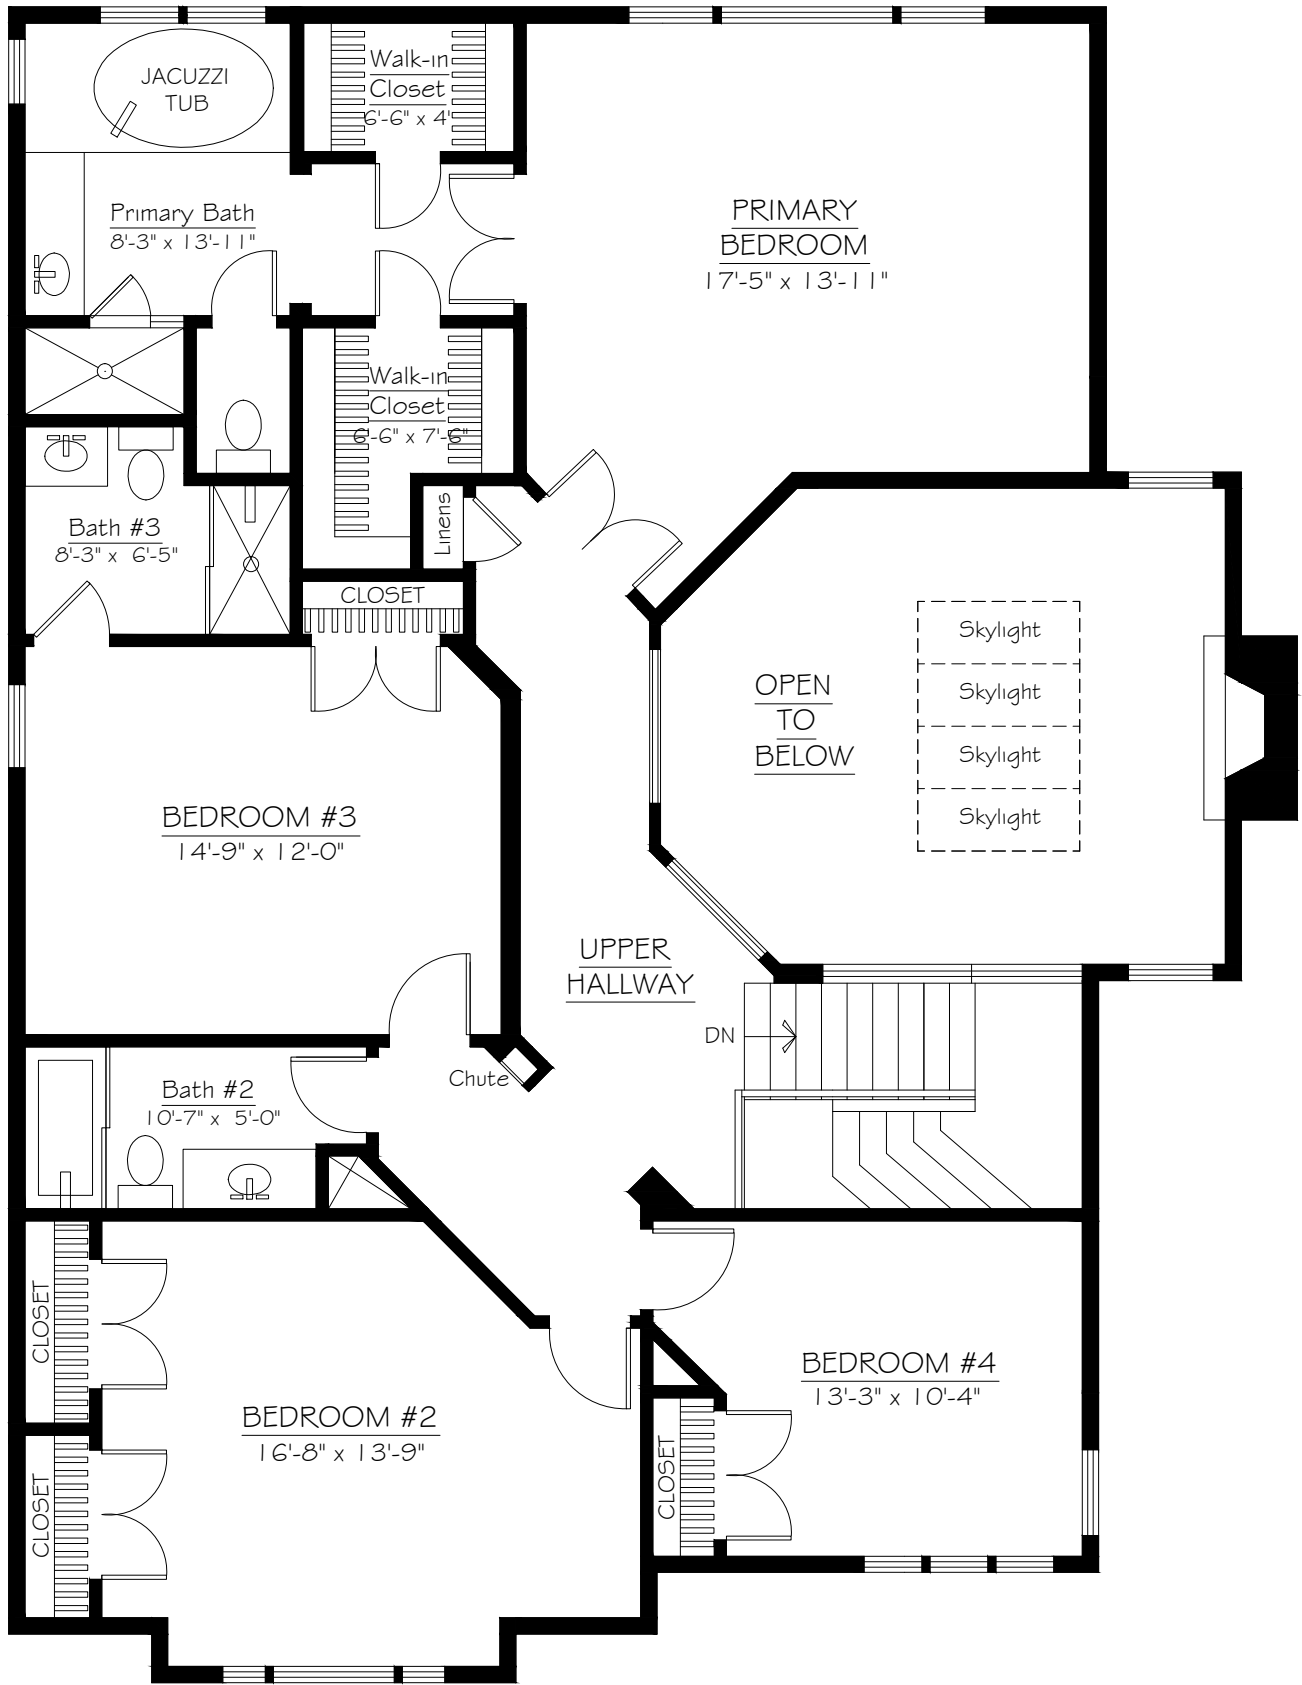 JACUZZI
TUB
Walk-in
Closet
6'-6" x 4'
Primary Bath
8'-3" x 13'-11"
PRIMARY
BEDROOM
17'-5" x 13'-11"
Walk-in
Closet
6'-6" x 7'-6"
Linens
Bath #3
8'-3" x 6'-5"
CLOSET
Skylight
Skylight
Skylight
Skylight
OPEN
TO
BELOW
BEDROOM #3
14'-9" x 12'-0"
UPPER
HALLWAY
DN
Chute
Bath #2
10'-7" x 5'-0"
CLOSET
CLOSET
BEDROOM #2
16'-8" x 13'-9"
BEDROOM #4
13'-3" x 10'-4"
CLOSET